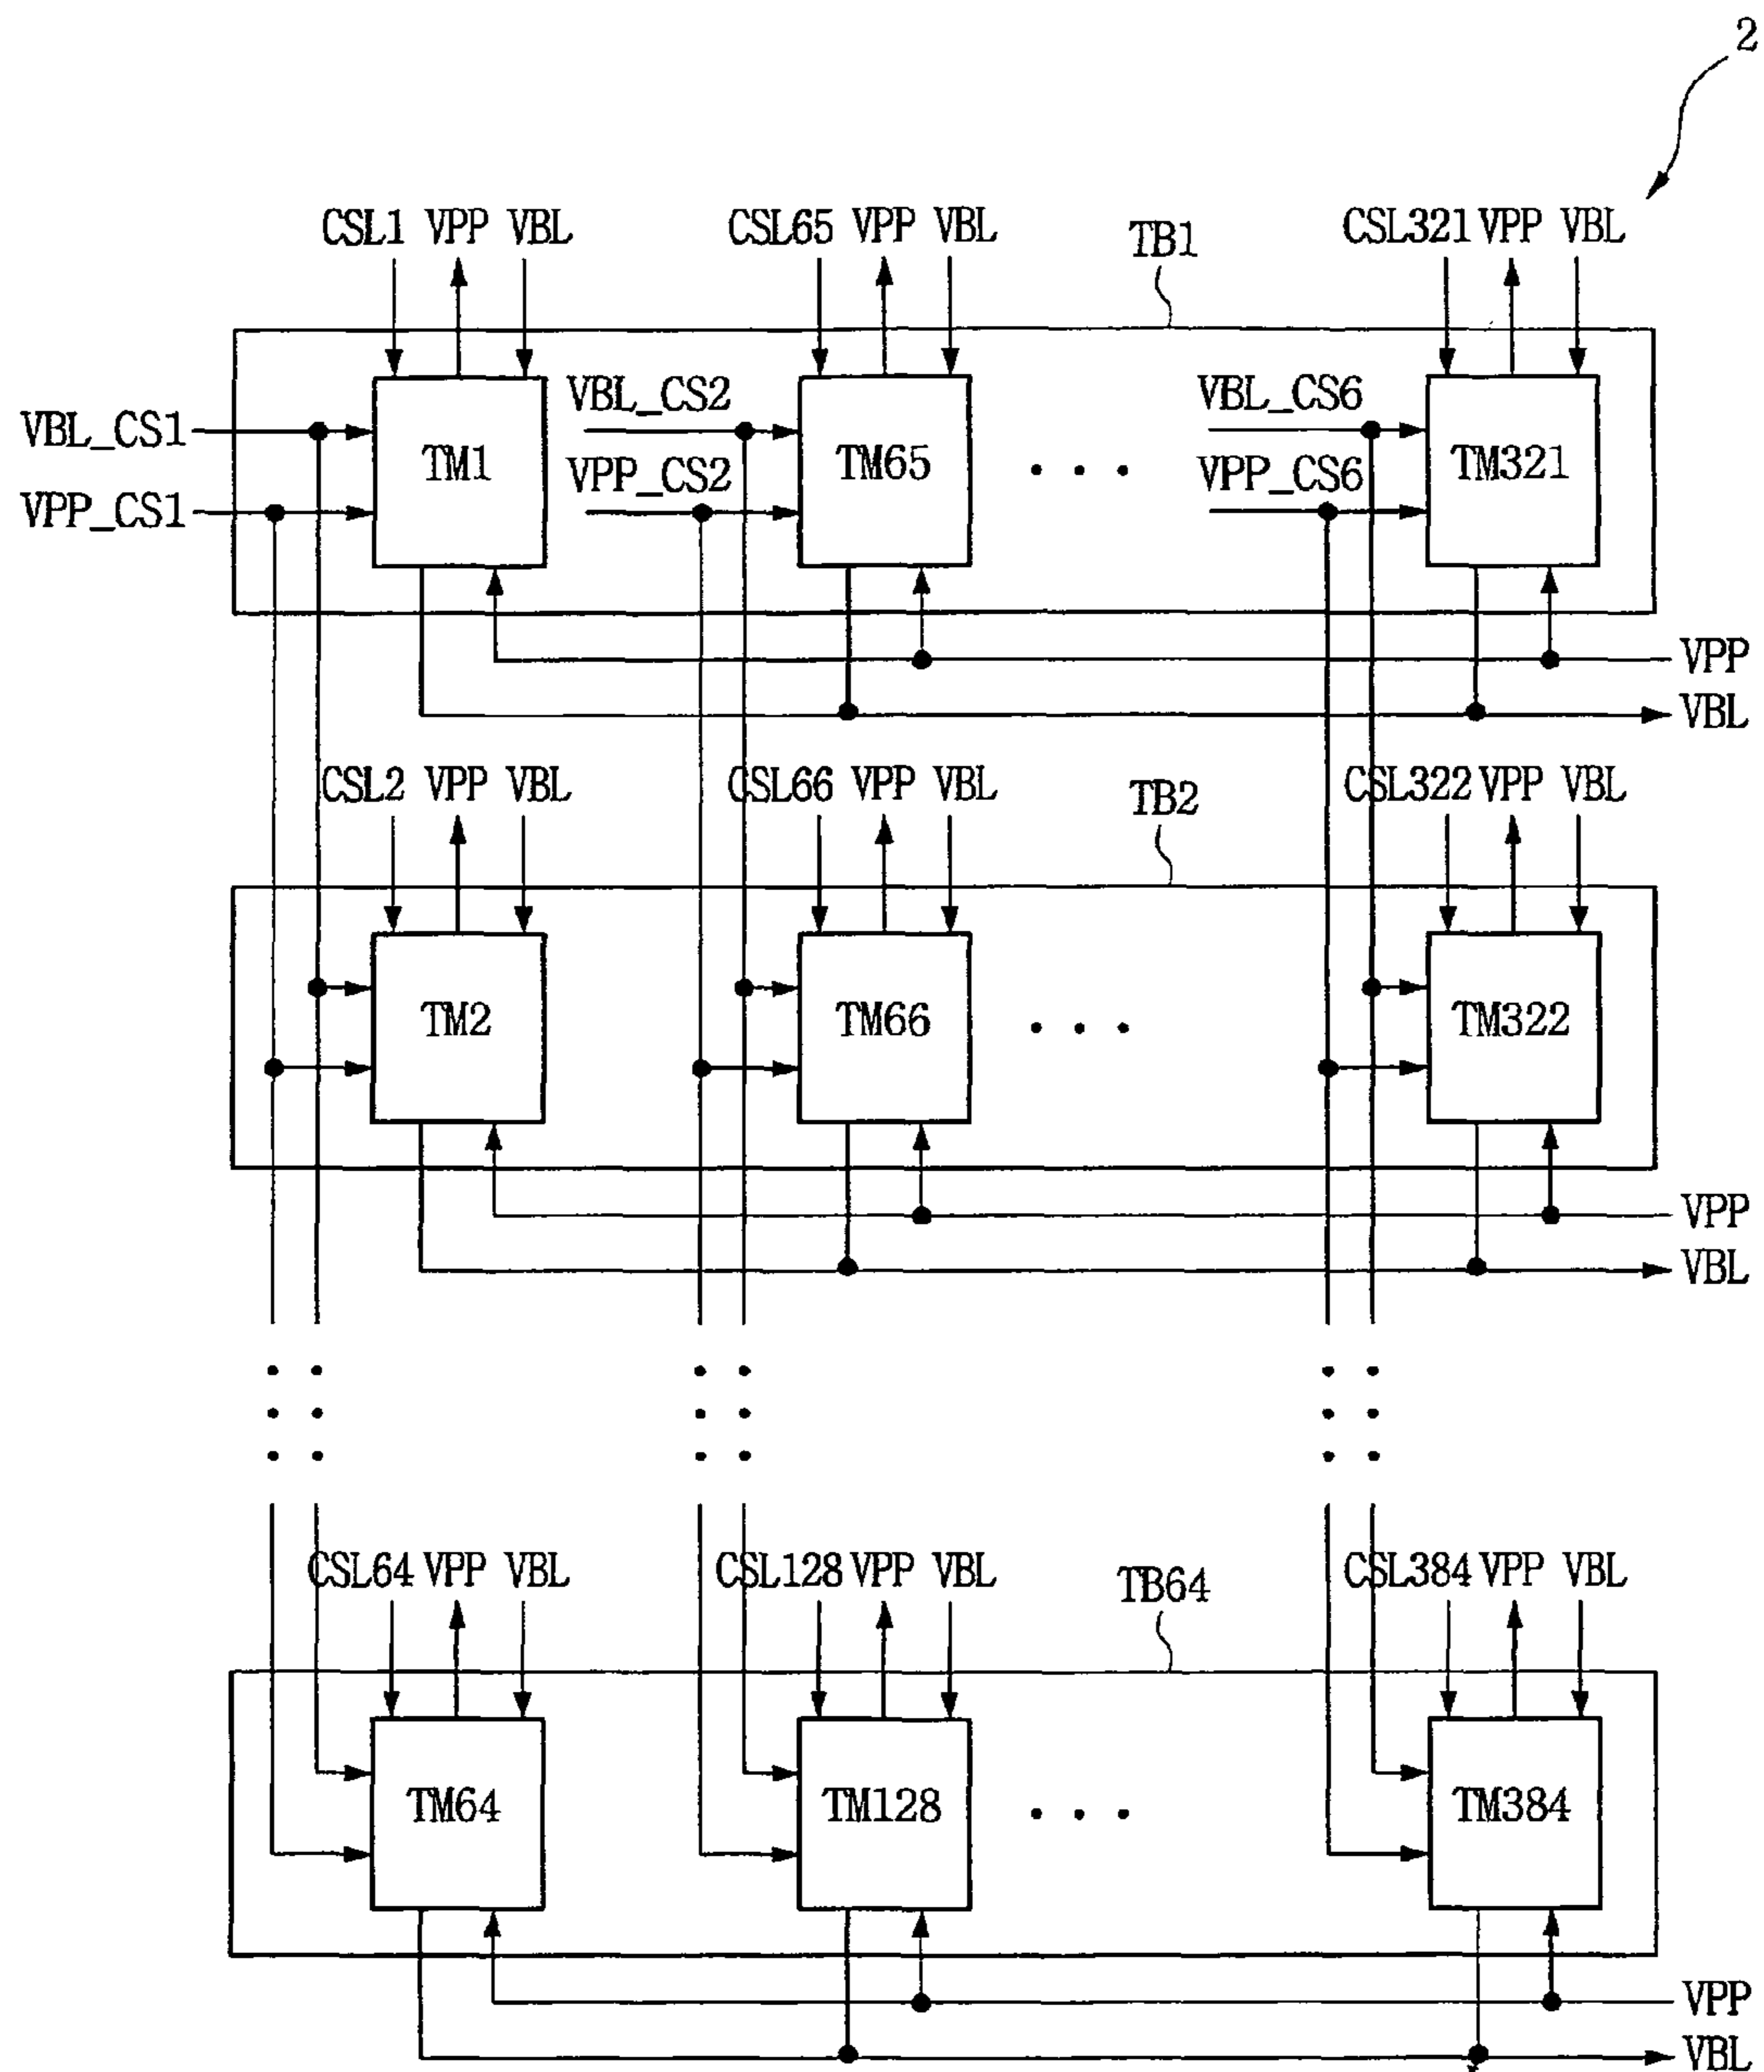 2
CSL1 VPP VBL CSL65 VPP VBL TB1 CSL321 VPP VBL
VBL_CS1 TM1 VBL_CS2 TM65 . . . VBL_CS6 TM321
VPP_CS1 VPP_CS2 VPP_CS6
VPP
VBL
CSL2 VPP VBL CSL66 VPP VBL TB2 CSL322 VPP VBL
TM2 TM66 . . . TM322
VPP
VBL
CSL64 VPP VBL CSL128 VPP VBL TB64 CSL384 VPP VBL
TM64 TM128 . . . TM384
VPP
VBL